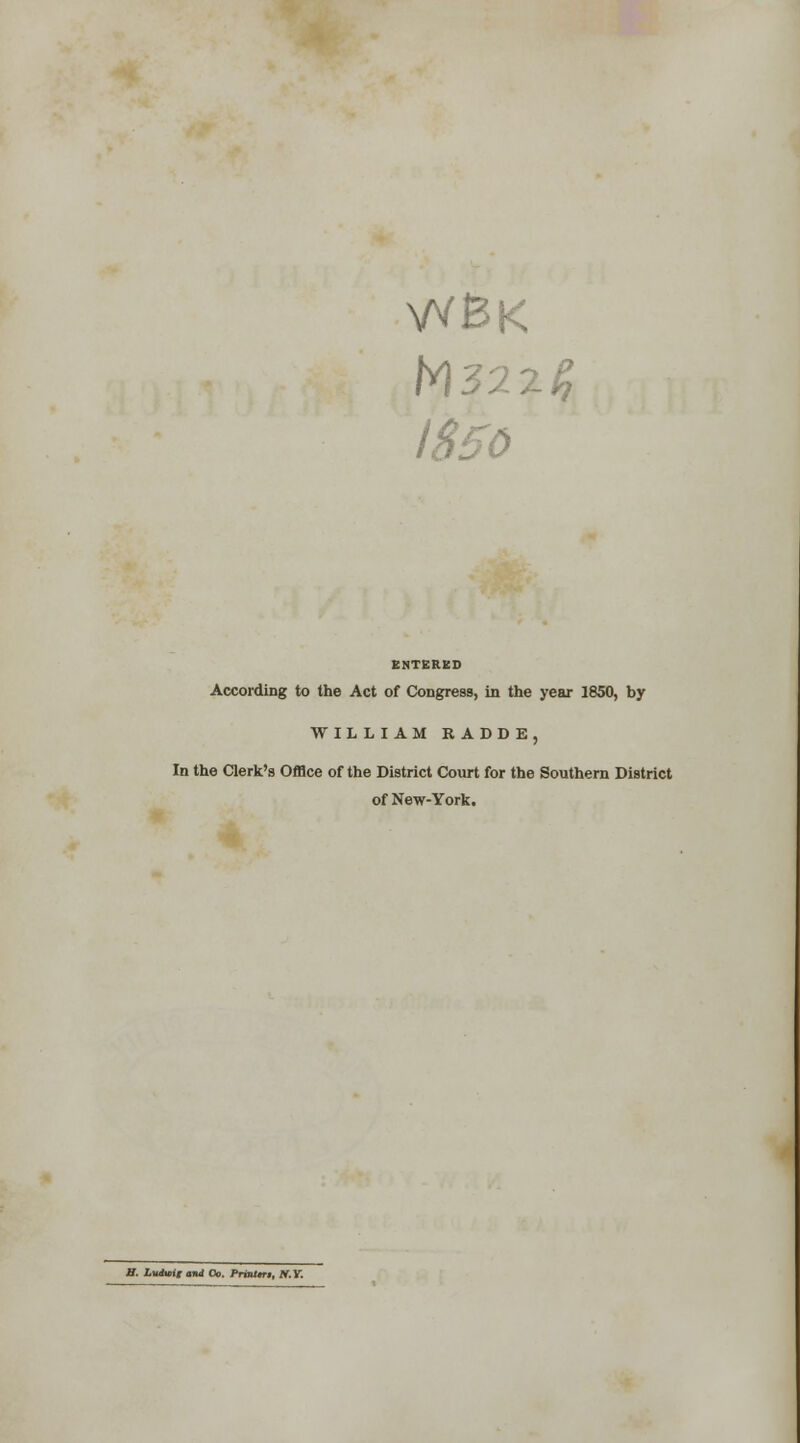 WBK
M322h
1850
ENTERED
According to the Act of Congress, in the year 1850, by
WILLIAM RADDE,
In the Clerk's Office of the District Court for the Southern District
of New-York.
H. Ludwig and Co. Printers, N.Y.